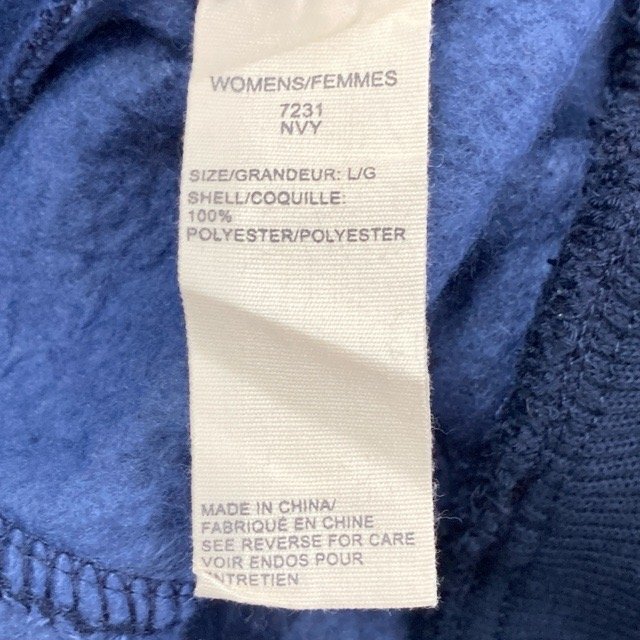 WOMENS/FEMMES
7231
NVY
SIZE/GRANDEUR: L/G
SHELL/COQUILLE:
100%
POLYESTER/POLYESTER
MADE IN CHINA/
FABRIQUÉ EN CHINE
SEE REVERSE FOR CARE
VOIR ENDOS POUR
ENTRETIEN